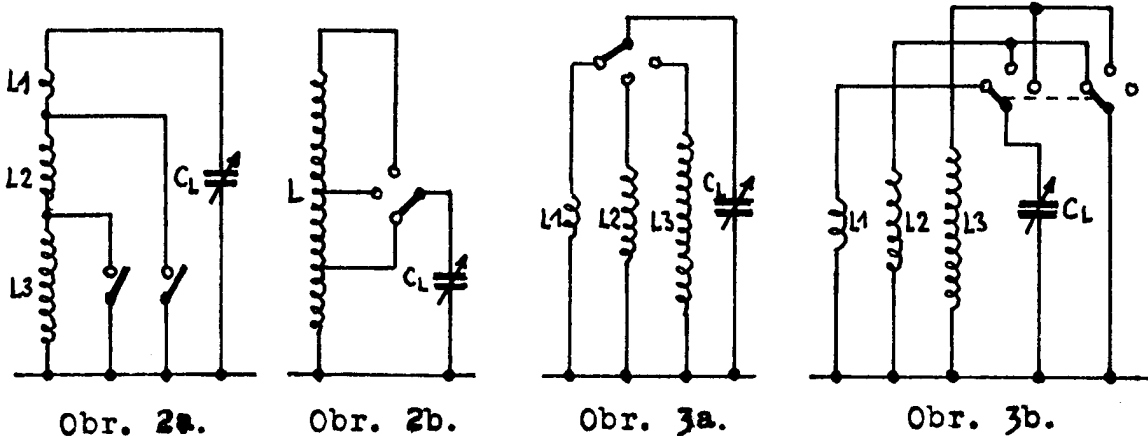 L1
L2
L3
CL
Obr. 2a.
L
CL
Obr. 2b.
L1
L2
L3
CL
Obr. 3a.
L1
L2
L3
CL
Obr. 3b.